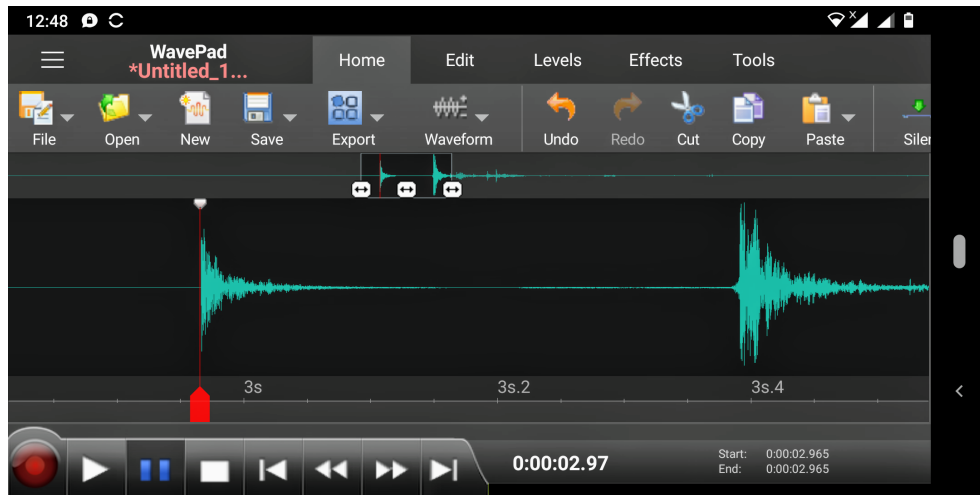 12:48
WavePad
*Untitled_1...
Home Edit Levels Effects Tools
File Open New Save Export Waveform Undo Redo Cut Copy Paste Siler
3s 3s.2 3s.4
0:00:02.97
Start: 0:00:02.965
End: 0:00:02.965